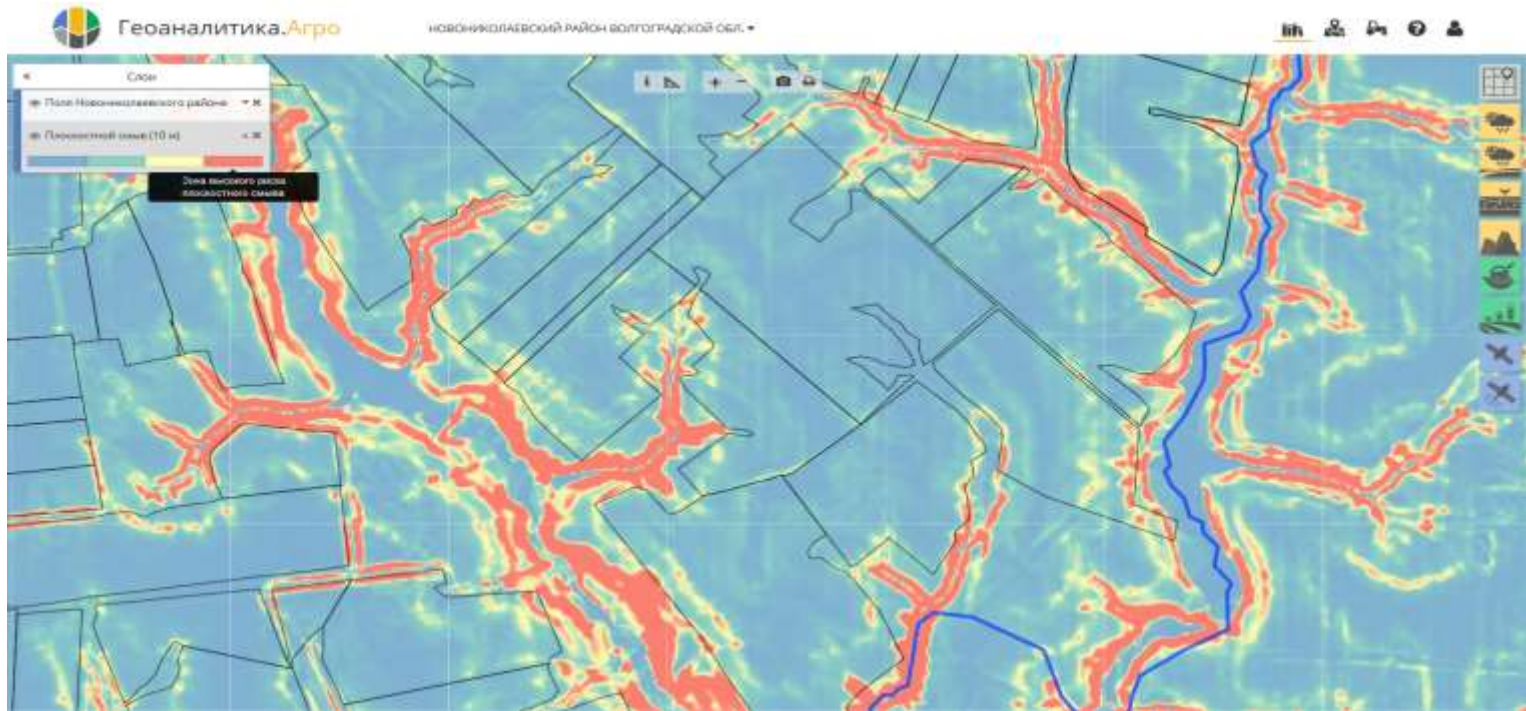 Геоаналитика.Агро
НОВОНИКОЛАЕВСКИЙ РАЙОН ВОЛГОГРАДСКОЙ ОБЛ.
Слои
Поля Новониколаевского района
Плоскостной смыв (10 м)
Зона высокого риска
плоскостного смыва